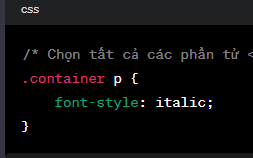 css
/* Chọn tất cả các phần tử <
.container p {
font-style: italic;
}